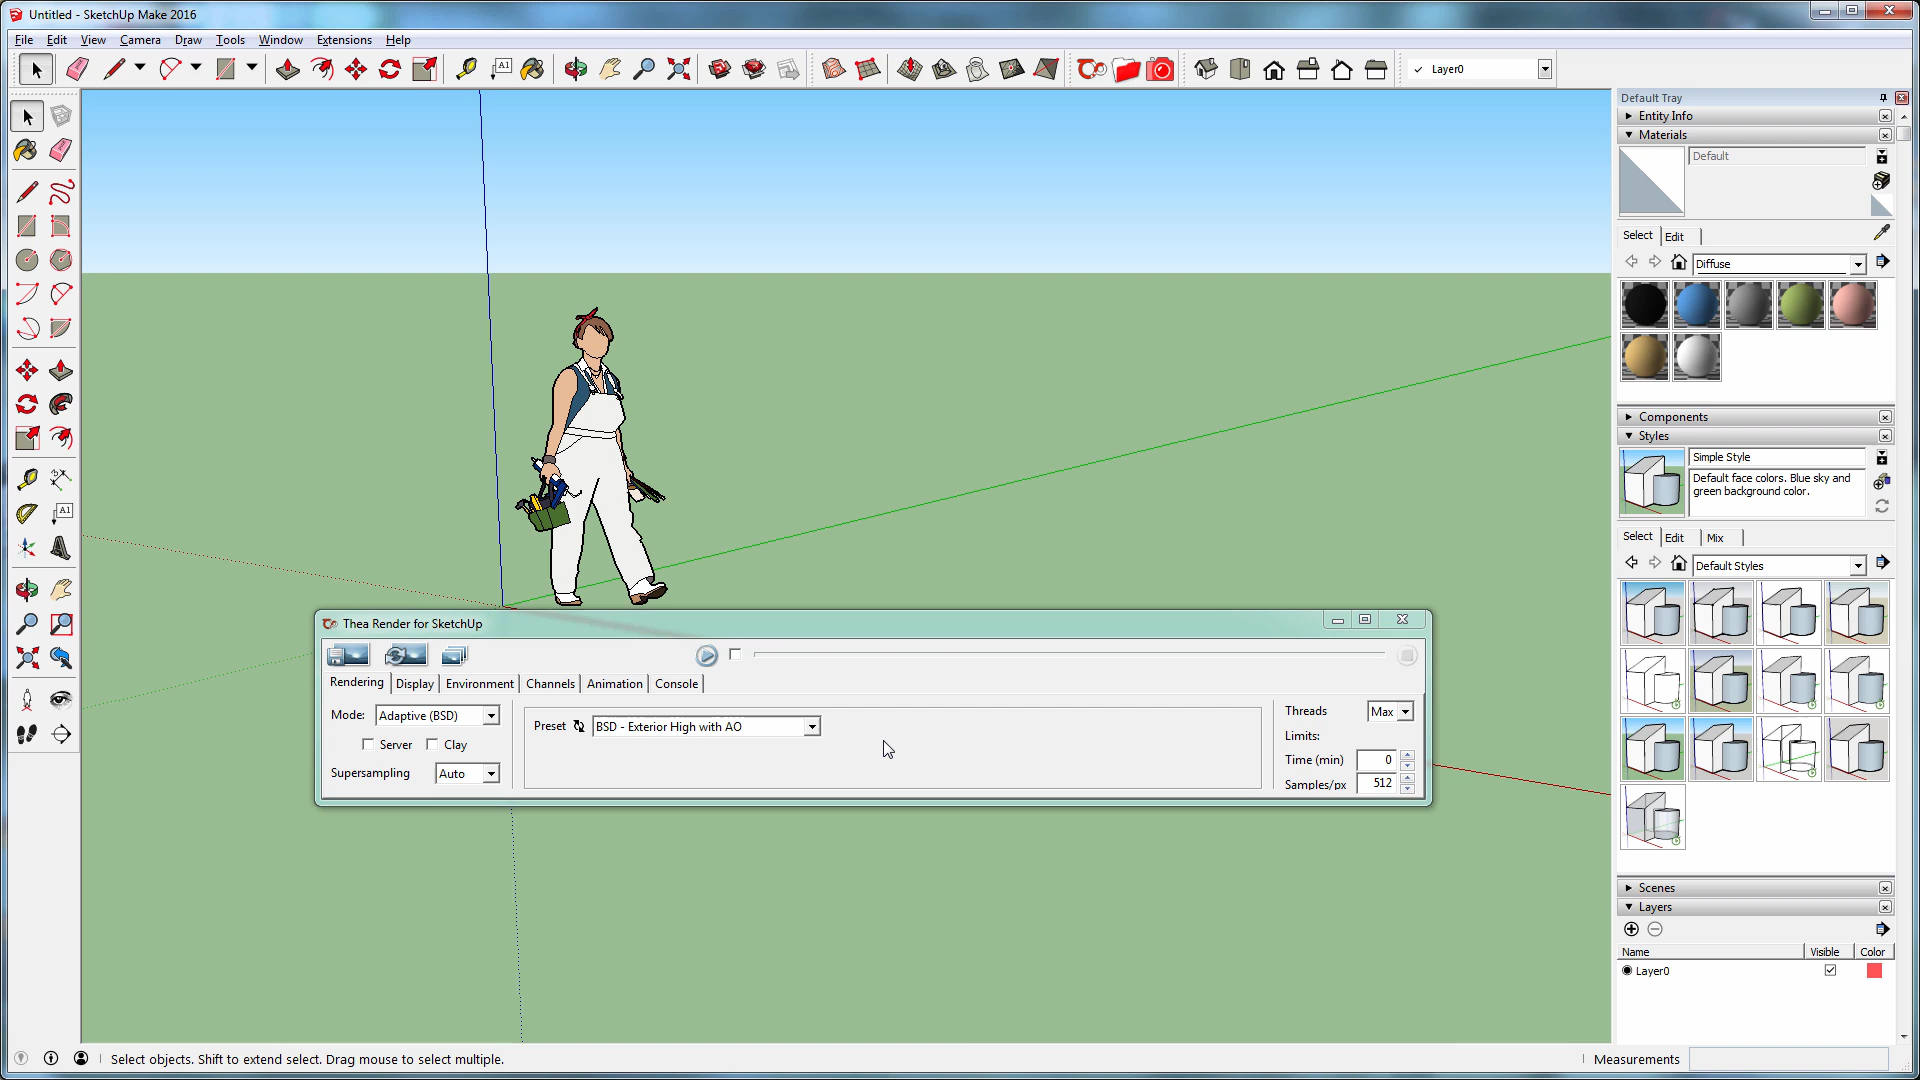 Untitled - SketchUp Make 2016
File Edit View Camera Draw Tools Window Extensions Help
A1
Layer0
Default Tray
Entity Info
Materials
Default
Select Edit
Diffuse
Components
Styles
Simple Style
Default face colors. Blue sky and
green background color.
A1
Select Edit Mix
Default Styles
Thea Render for SketchUp
Rendering Display Environment Channels Animation Console
Mode: Adaptive (BSD)
Server Clay
Supersampling Auto
Preset BSD - Exterior High with AO
Threads Max
Limits:
Time (min) 0
Samples/px 512
Scenes
Layers
Name Visible Color
Layer0
Select objects. Shift to extend select. Drag mouse to select multiple.
Measurements